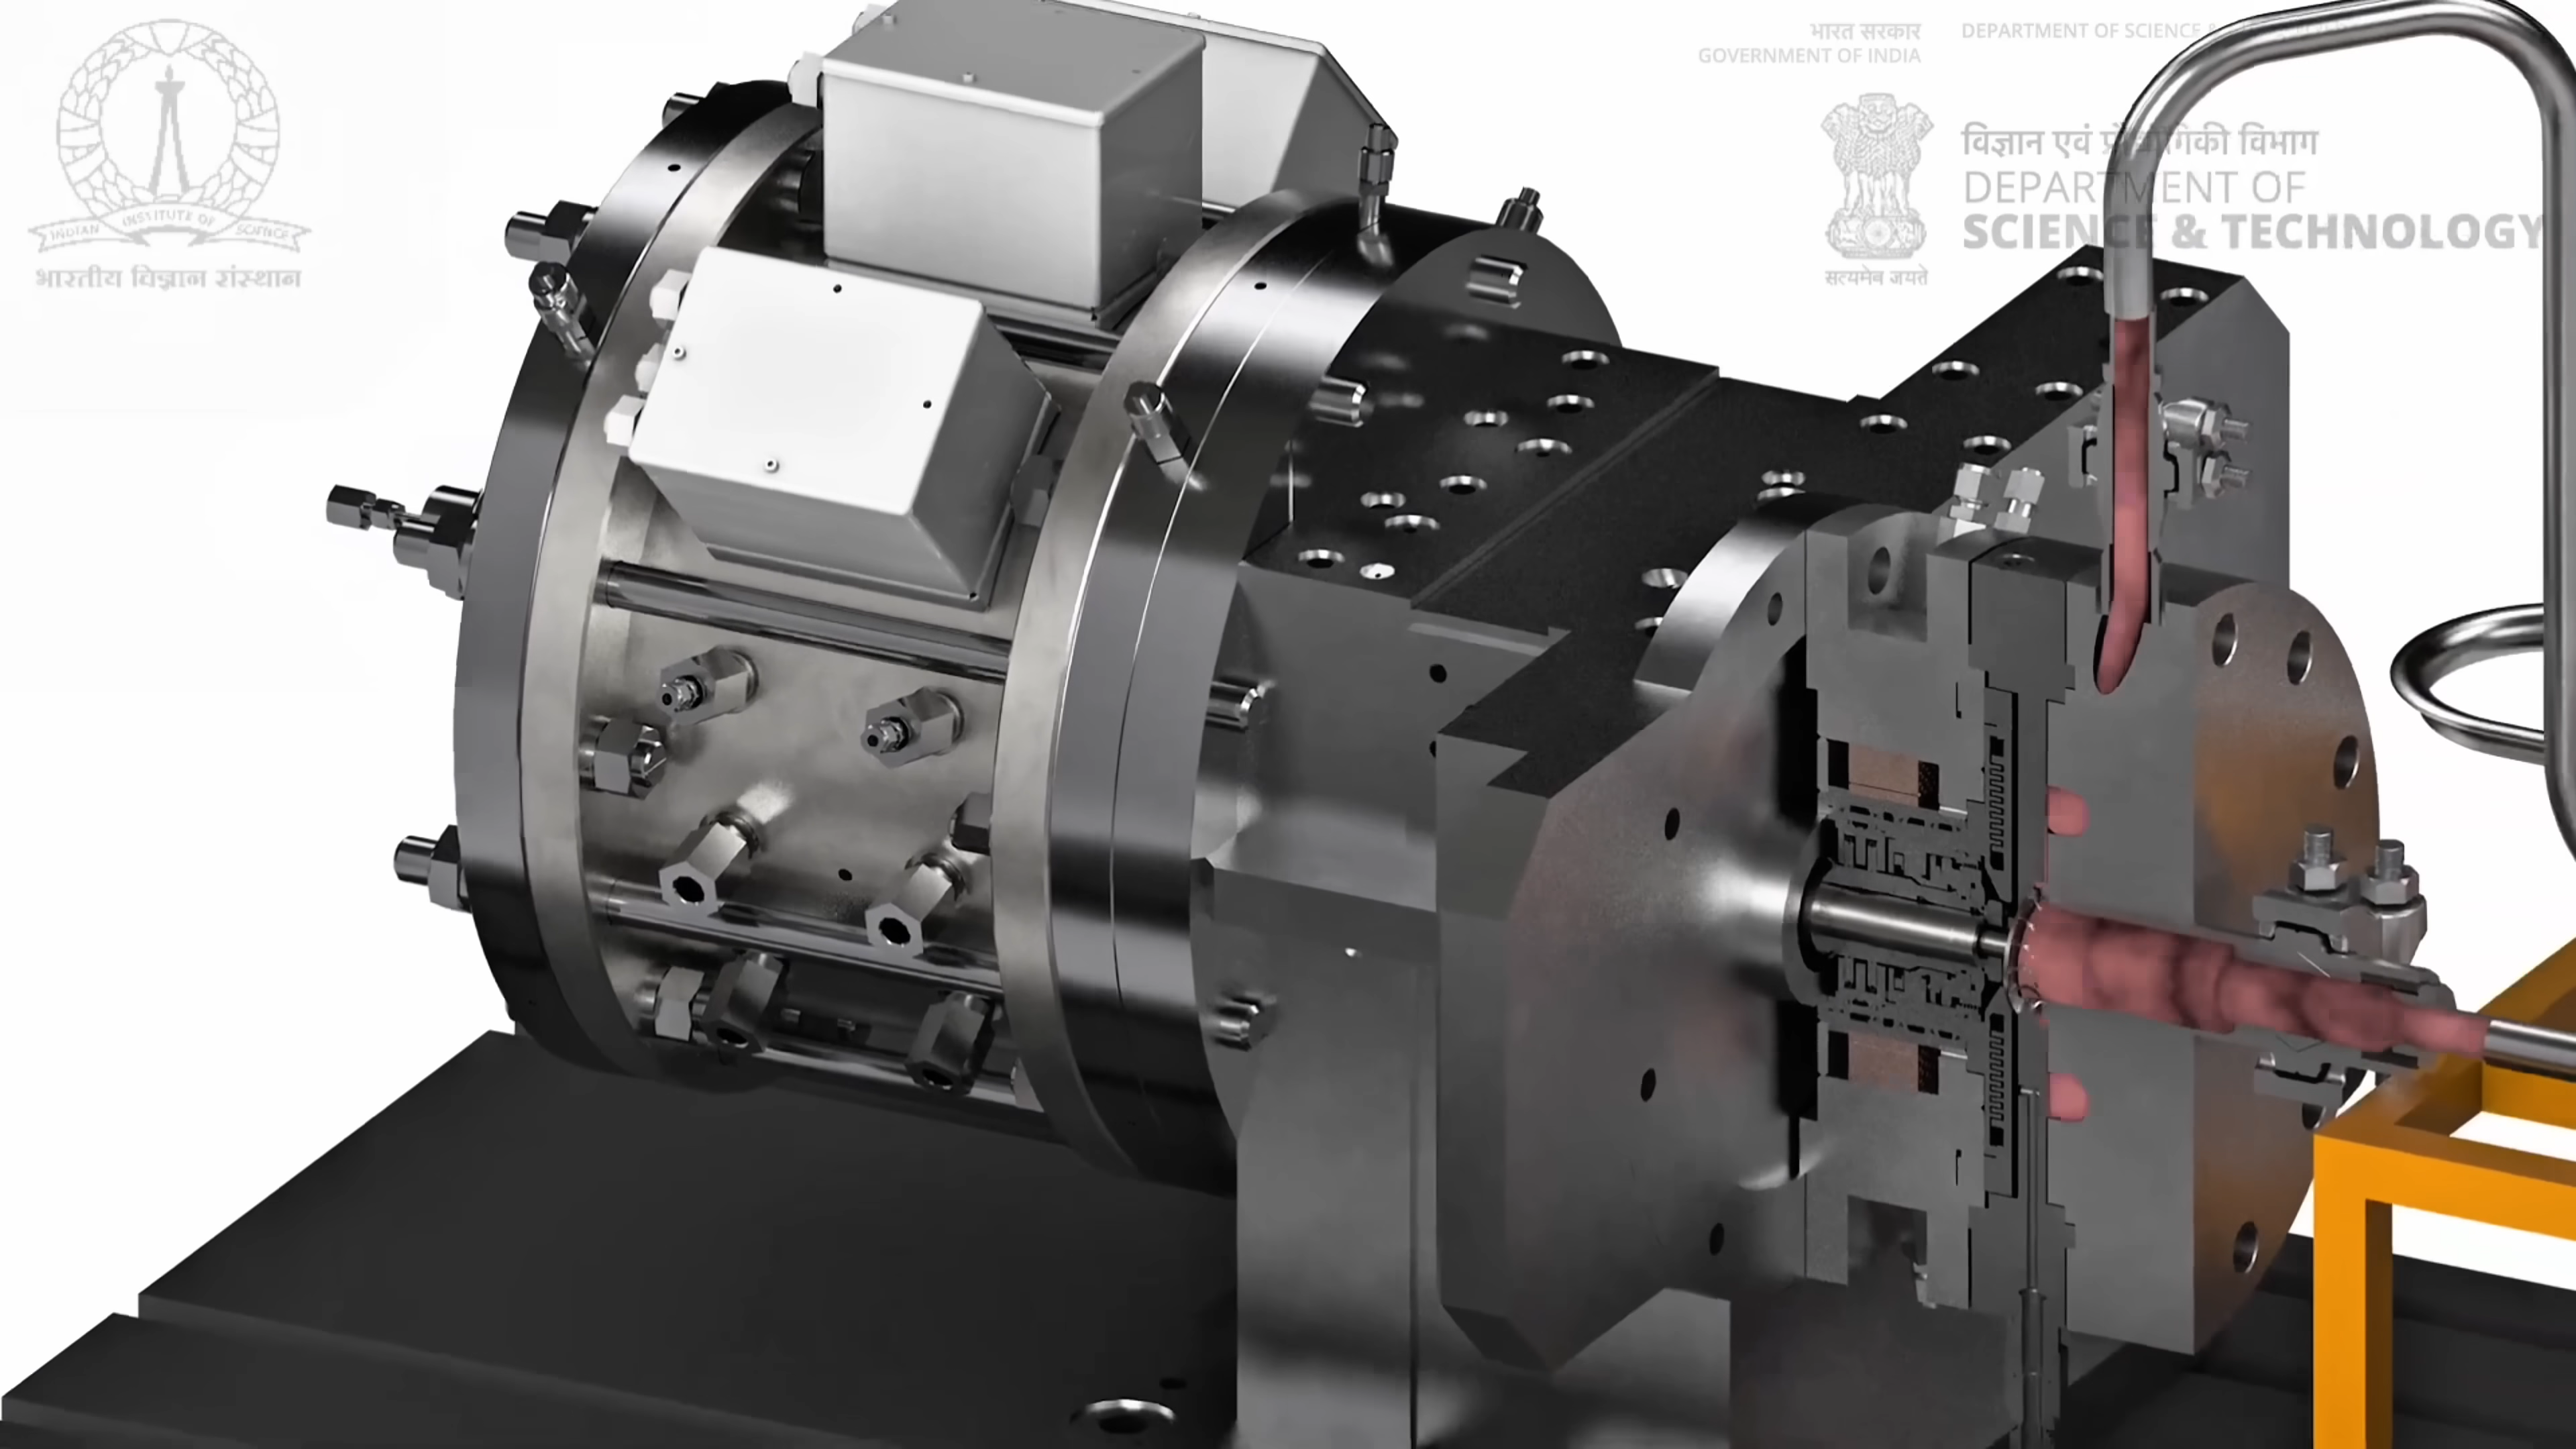 INDIAN INSTITUTE OF SCIENCE
भारतीय विज्ञान संस्थान
भारत सरकार
GOVERNMENT OF INDIA
DEPARTMENT OF SCIENCE &
विज्ञान एवं प्रौद्योगिकी विभाग
DEPARTMENT OF
SCIENCE & TECHNOLOGY
सत्यमेव जयते